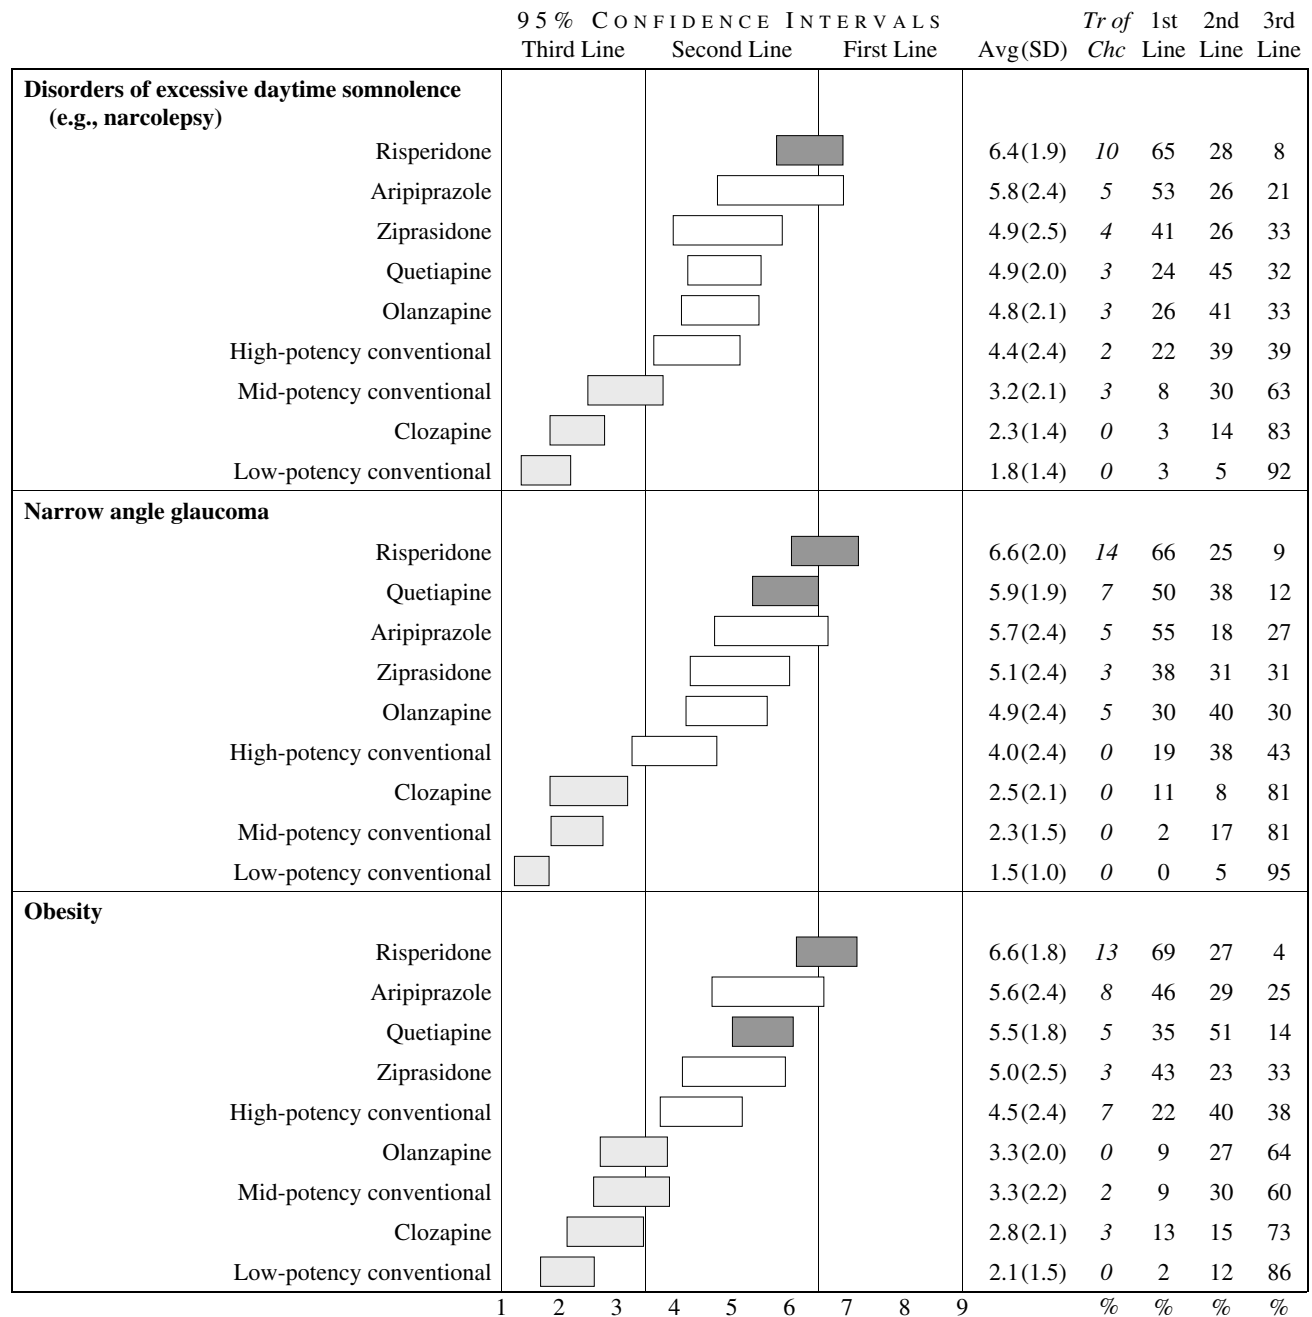 95% CONFIDENCE INTERVALS Tr of 1st 2nd 3rd
Third Line Second Line First Line Avg(SD) Chc Line Line Line
Disorders of excessive daytime somnolence
(e.g., narcolepsy)
Risperidone 6.4(1.9) 10 65 28 8
Aripiprazole 5.8(2.4) 5 53 26 21
Ziprasidone 4.9(2.5) 4 41 26 33
Quetiapine 4.9(2.0) 3 24 45 32
Olanzapine 4.8(2.1) 3 26 41 33
High-potency conventional 4.4(2.4) 2 22 39 39
Mid-potency conventional 3.2(2.1) 3 8 30 63
Clozapine 2.3(1.4) 0 3 14 83
Low-potency conventional 1.8(1.4) 0 3 5 92
Narrow angle glaucoma
Risperidone 6.6(2.0) 14 66 25 9
Quetiapine 5.9(1.9) 7 50 38 12
Aripiprazole 5.7(2.4) 5 55 18 27
Ziprasidone 5.1(2.4) 3 38 31 31
Olanzapine 4.9(2.4) 5 30 40 30
High-potency conventional 4.0(2.4) 0 19 38 43
Clozapine 2.5(2.1) 0 11 8 81
Mid-potency conventional 2.3(1.5) 0 2 17 81
Low-potency conventional 1.5(1.0) 0 0 5 95
Obesity
Risperidone 6.6(1.8) 13 69 27 4
Aripiprazole 5.6(2.4) 8 46 29 25
Quetiapine 5.5(1.8) 5 35 51 14
Ziprasidone 5.0(2.5) 3 43 23 33
High-potency conventional 4.5(2.4) 7 22 40 38
Olanzapine 3.3(2.0) 0 9 27 64
Mid-potency conventional 3.3(2.2) 2 9 30 60
Clozapine 2.8(2.1) 3 13 15 73
Low-potency conventional 2.1(1.5) 0 2 12 86
1 2 3 4 5 6 7 8 9 % % % %